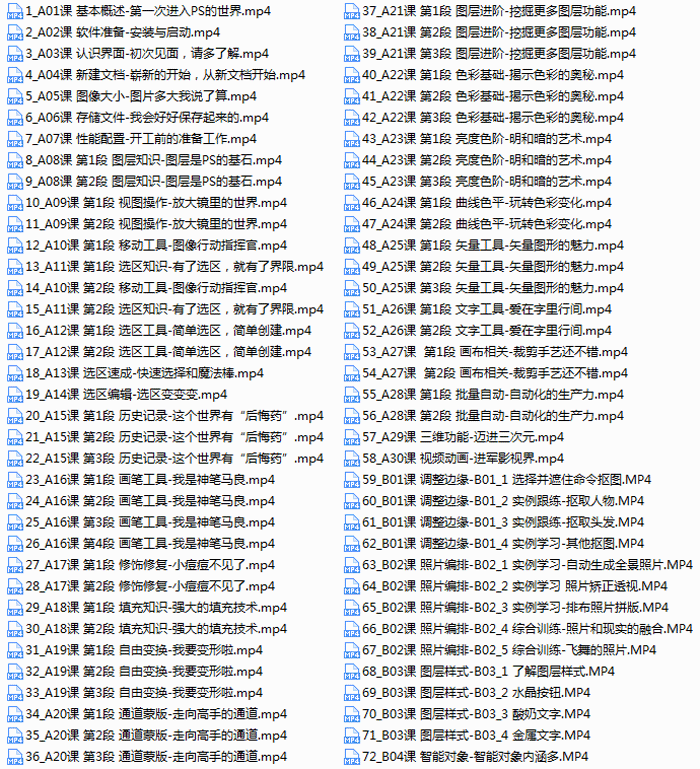 1_A01课 基本概述-第一次进入PS的世界.mp4
2_A02课 软件准备-安装与启动.mp4
3_A03课 认识界面-初次见面，请多了解.mp4
4_A04课 新建文档-崭新的开始，从新文档开始.mp4
5_A05课 图像大小-图片多大我说了算.mp4
6_A06课 存储文件-我会好好保存起来的.mp4
7_A07课 性能配置-开工前的准备工作.mp4
8_A08课 第1段 图层知识-图层是PS的基石.mp4
9_A08课 第2段 图层知识-图层是PS的基石.mp4
10_A09课 第1段 视图操作-放大镜里的世界.mp4
11_A09课 第2段 视图操作-放大镜里的世界.mp4
12_A10课 第1段 移动工具-图像行动指挥官.mp4
13_A11课 第1段 选区知识-有了选区，就有了界限.mp4
14_A10课 第2段 移动工具-图像行动指挥官.mp4
15_A11课 第2段 选区知识-有了选区，就有了界限.mp4
16_A12课 第1段 选区工具-简单选区，简单创建.mp4
17_A12课 第2段 选区工具-简单选区，简单创建.mp4
18_A13课 选区速成-快速选择和魔法棒.mp4
19_A14课 选区编辑-选区变变变.mp4
20_A15课 第1段 历史记录-这个世界有“后悔药”.mp4
21_A15课 第2段 历史记录-这个世界有“后悔药”.mp4
22_A15课 第3段 历史记录-这个世界有“后悔药”.mp4
23_A16课 第1段 画笔工具-我是神笔马良.mp4
24_A16课 第2段 画笔工具-我是神笔马良.mp4
25_A16课 第3段 画笔工具-我是神笔马良.mp4
26_A16课 第4段 画笔工具-我是神笔马良.mp4
27_A17课 第1段 修饰修复-小痘痘不见了.mp4
28_A17课 第2段 修饰修复-小痘痘不见了.mp4
29_A18课 第1段 填充知识-强大的填充技术.mp4
30_A18课 第2段 填充知识-强大的填充技术.mp4
31_A19课 第1段 自由变换-我要变形啦.mp4
32_A19课 第2段 自由变换-我要变形啦.mp4
33_A19课 第3段 自由变换-我要变形啦.mp4
34_A20课 第1段 通道蒙版-走向高手的通道.mp4
35_A20课 第2段 通道蒙版-走向高手的通道.mp4
36_A20课 第3段 通道蒙版-走向高手的通道.mp4
37_A21课 第1段 图层进阶-挖掘更多图层功能.mp4
38_A21课 第2段 图层进阶-挖掘更多图层功能.mp4
39_A21课 第3段 图层进阶-挖掘更多图层功能.mp4
40_A22课 第1段 色彩基础-揭示色彩的奥秘.mp4
41_A22课 第2段 色彩基础-揭示色彩的奥秘.mp4
42_A22课 第3段 色彩基础-揭示色彩的奥秘.mp4
43_A23课 第1段 亮度色阶-明和暗的艺术.mp4
44_A23课 第2段 亮度色阶-明和暗的艺术.mp4
45_A23课 第3段 亮度色阶-明和暗的艺术.mp4
46_A24课 第1段 曲线色平-玩转色彩变化.mp4
47_A24课 第2段 曲线色平-玩转色彩变化.mp4
48_A25课 第1段 矢量工具-矢量图形的魅力.mp4
49_A25课 第2段 矢量工具-矢量图形的魅力.mp4
50_A25课 第3段 矢量工具-矢量图形的魅力.mp4
51_A26课 第1段 文字工具-爱在字里行间.mp4
52_A26课 第2段 文字工具-爱在字里行间.mp4
53_A27课  第1段 画布相关-裁剪手艺还不错.mp4
54_A27课  第2段 画布相关-裁剪手艺还不错.mp4
55_A28课 第1段 批量自动-自动化的生产力.mp4
56_A28课 第2段 批量自动-自动化的生产力.mp4
57_A29课 三维功能-迈进三次元.mp4
58_A30课 视频动画-进军影视界.mp4
59_B01课 调整边缘-B01_1 选择并遮住命令抠图.MP4
60_B01课 调整边缘-B01_2 实例跟练-抠取人物.MP4
61_B01课 调整边缘-B01_3 实例跟练-抠取头发.MP4
62_B01课 调整边缘-B01_4 实例学习-其他抠图.MP4
63_B02课 照片编排-B02_1 实例学习-自动生成全景照片.MP4
64_B02课 照片编排-B02_2 实例学习 照片矫正透视.MP4
65_B02课 照片编排-B02_3 实例学习-排布照片拼版.MP4
66_B02课 照片编排-B02_4 综合训练-照片和现实的融合.MP4
67_B02课 照片编排-B02_5 综合训练-飞舞的照片.MP4
68_B03课 图层样式-B03_1 了解图层样式.MP4
69_B03课 图层样式-B03_2 水晶按钮.MP4
70_B03课 图层样式-B03_3 酸奶文字.MP4
71_B03课 图层样式-B03_4 金属文字.MP4
72_B04课 智能对象-智能对象内涵多.MP4